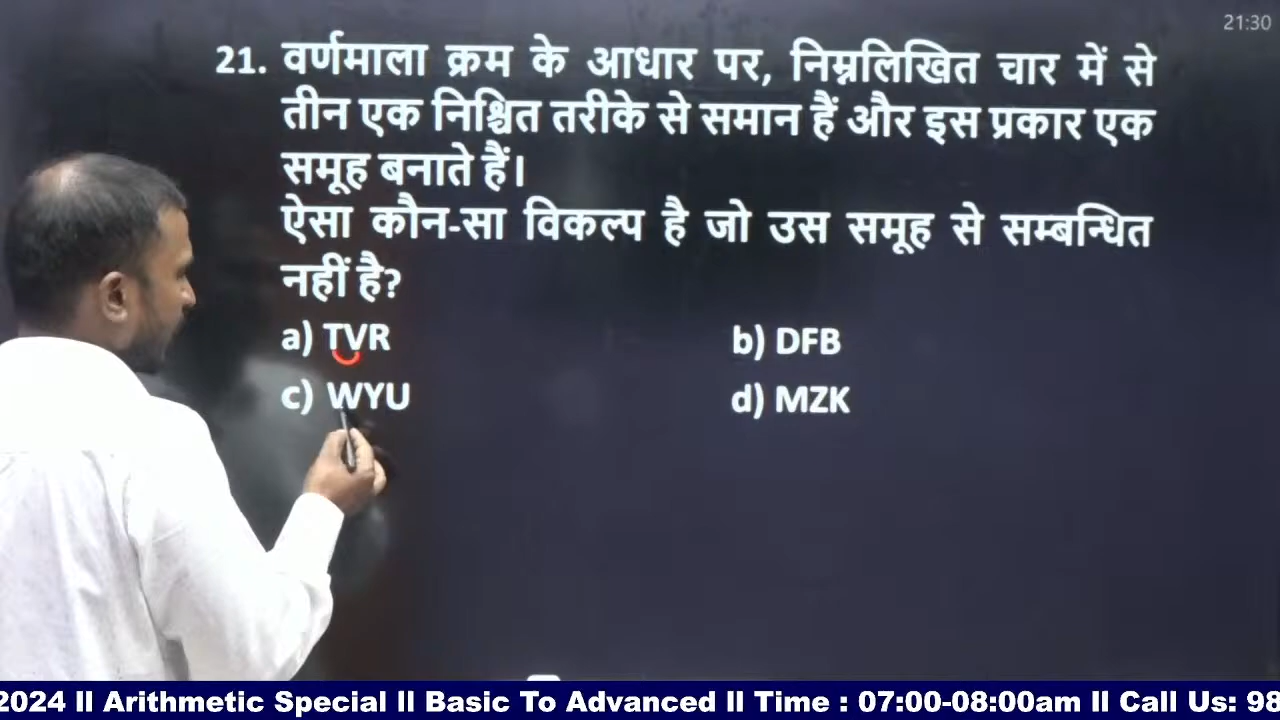 21:30
21. वर्णमाला क्रम के आधार पर, निम्नलिखित चार में से
तीन एक निश्चित तरीके से समान हैं और इस प्रकार एक
समूह बनाते हैं।
ऐसा कौन-सा विकल्प है जो उस समूह से सम्बन्धित
नहीं है?
a) TVR
b) DFB
c) WYU
d) MZK
2024 II Arithmetic Special II Basic To Advanced II Time : 07:00-08:00am II Call Us: 98